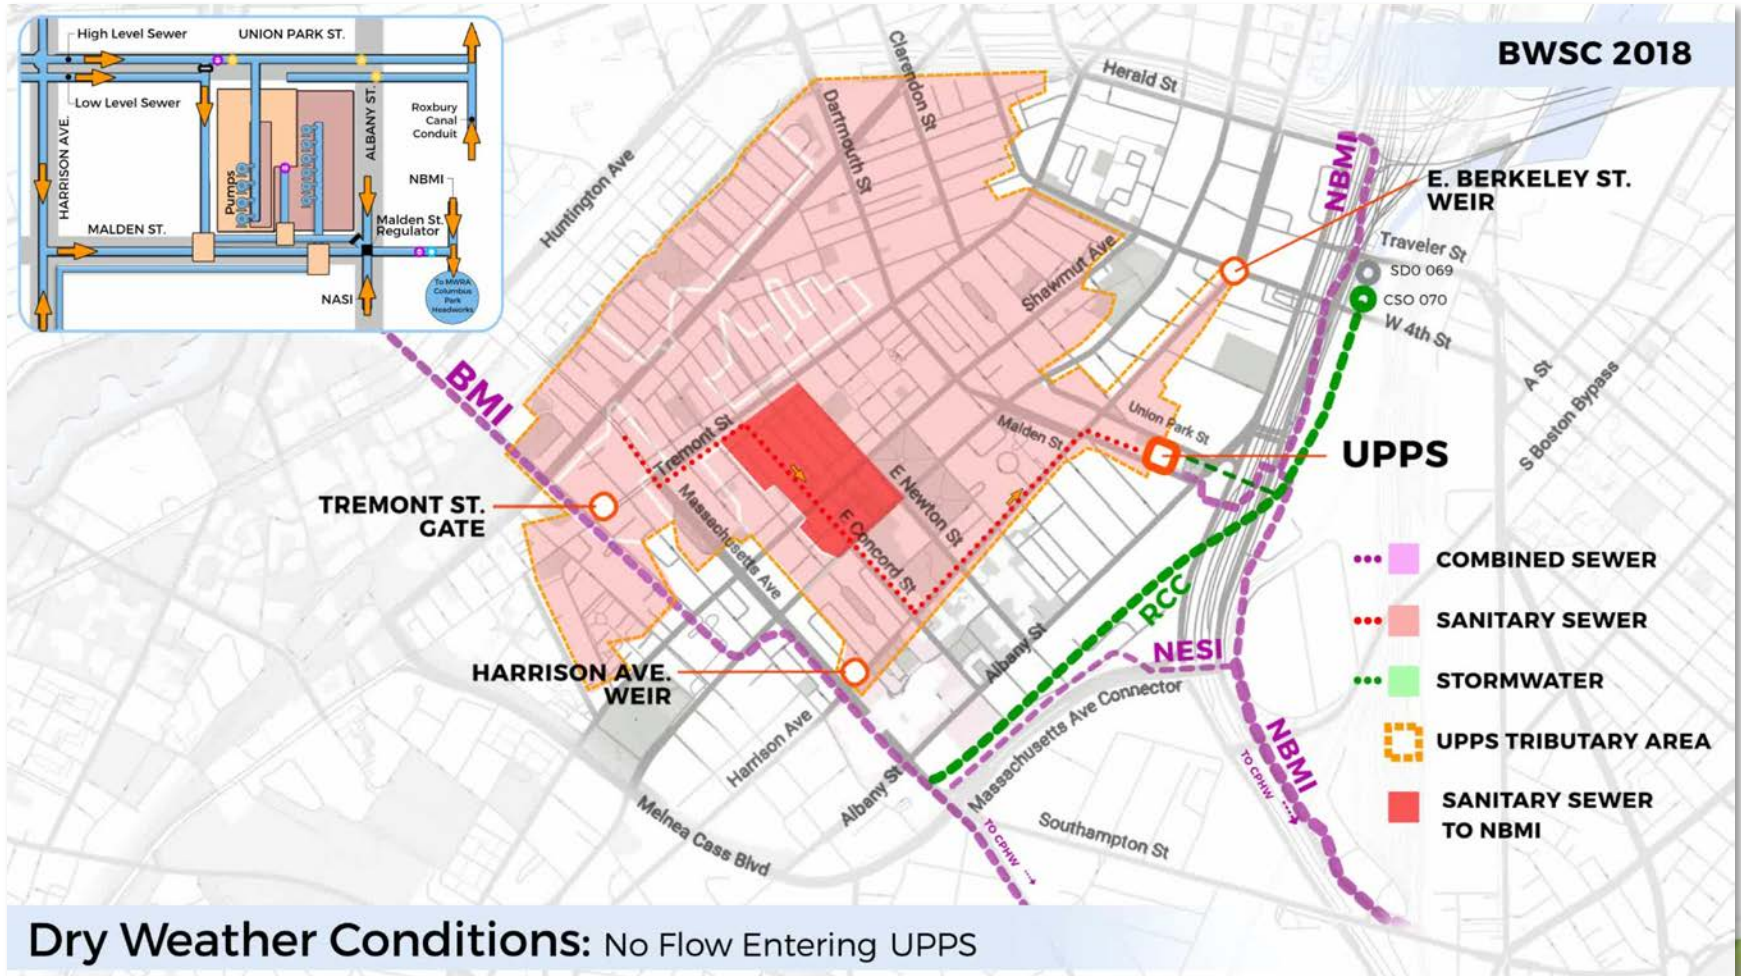 High Level Sewer
UNION PARK ST.
Low Level Sewer
HARRISON AVE.
ALBANY ST.
Roxbury
Canal
Conduit
Pumps
NBMI
MALDEN ST.
Malden St.
Regulator
NASI
To MWRA
Columbus
Park
Headworks
BWSC 2018
Clarendon St
Herald St
Dartmouth St
Huntington Ave
NBMI
E. BERKELEY ST.
WEIR
Traveler St
SDO 069
CSO 070
W 4th St
Shawmut Ave
A St
S Boston Bypass
BMI
Union Park St
Malden St
Tremont St
UPPS
TREMONT ST.
GATE
Massachusetts Ave
E Newton St
E Concord St
COMBINED SEWER
RCC
SANITARY SEWER
NESI
Albany St
HARRISON AVE.
WEIR
STORMWATER
Massachusetts Ave Connector
Harrison Ave
NBMI
TO CPHW
UPPS TRIBUTARY AREA
Albany St
SANITARY SEWER
TO NBMI
Melnea Cass Blvd
TO CPHW
Southampton St
Dry Weather Conditions: No Flow Entering UPPS